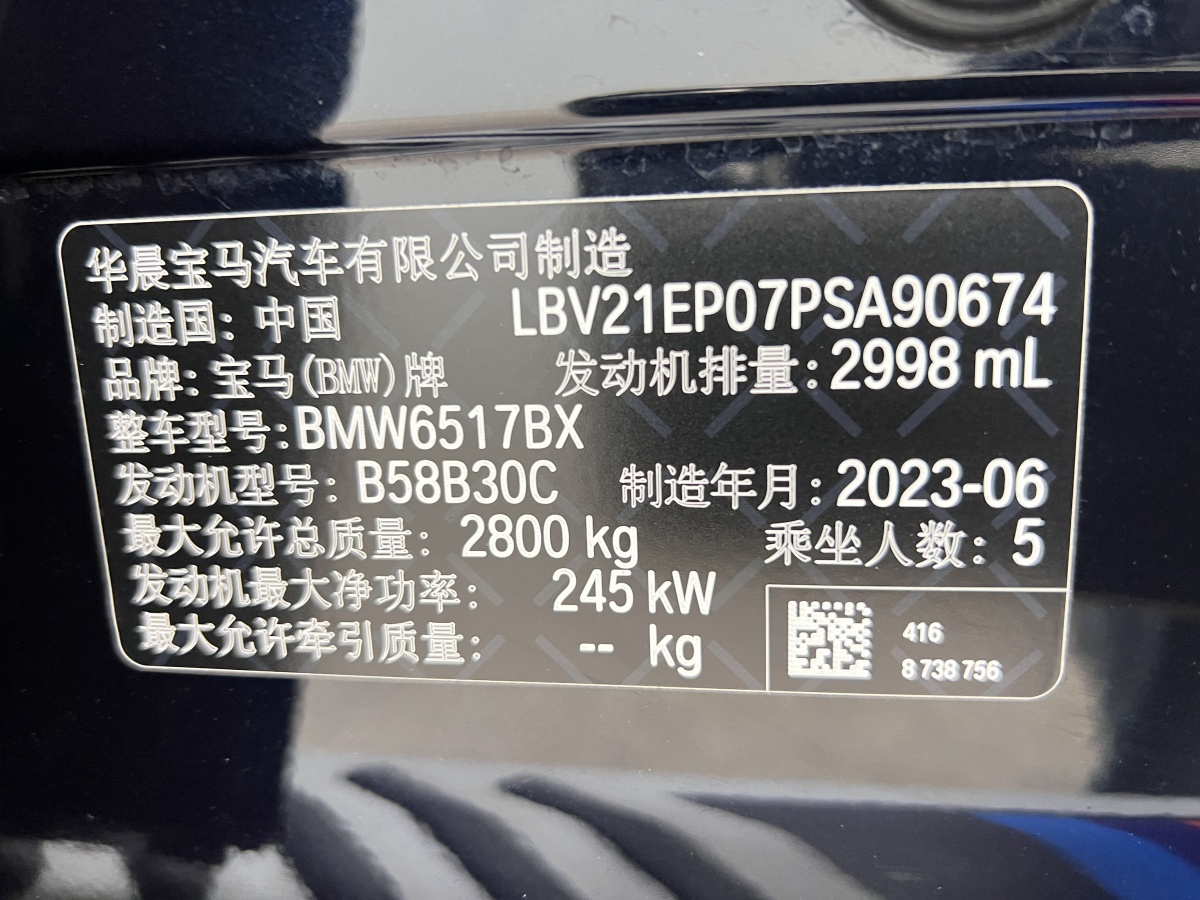 华晨宝马汽车有限公司制造
制造国: 中国 LBV21EP07PSA90674
品牌: 宝马(BMW)牌 发动机排量: 2998 mL
整车型号: BMW6517BX
发动机型号: B58B30C 制造年月: 2023-06
最大允许总质量: 2800 kg 乘坐人数: 5
发动机最大净功率: 245 kW
最大允许牵引质量: -- kg
416
8 738 756